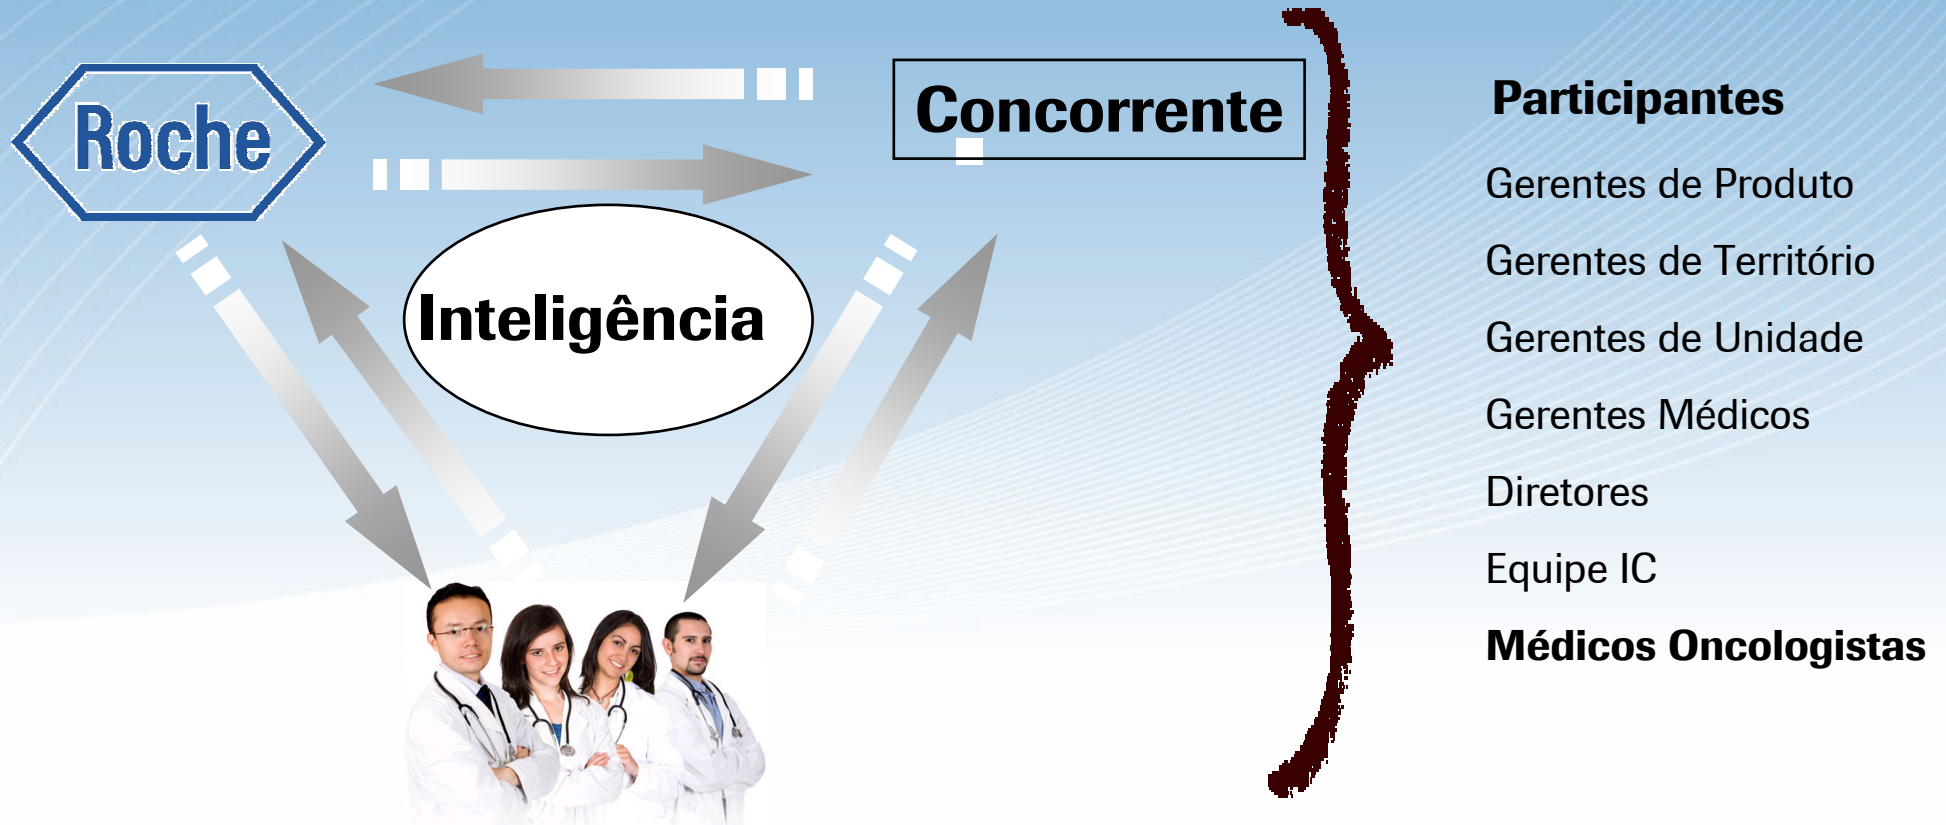 Roche
Concorrente
Inteligência
Participantes
Gerentes de Produto
Gerentes de Território
Gerentes de Unidade
Gerentes Médicos
Diretores
Equipe IC
Médicos Oncologistas